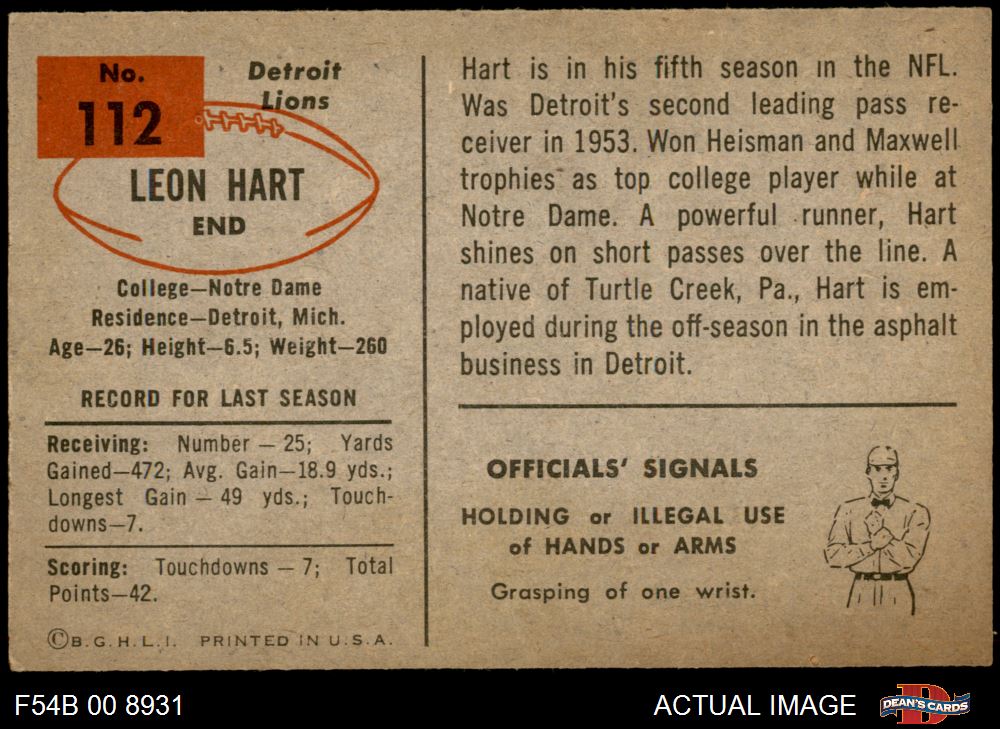 No.
112
Detroit
Lions
LEON HART
END
College—Notre Dame
Residence—Detroit, Mich.
Age—26; Height—6.5; Weight—260
RECORD FOR LAST SEASON
Receiving: Number — 25; Yards
Gained—472; Avg. Gain—18.9 yds.;
Longest Gain — 49 yds.; Touch-
downs—7.
Scoring: Touchdowns — 7; Total
Points—42.
©B. G. H. L. I. PRINTED IN U. S. A.
Hart is in his fifth season in the NFL.
Was Detroit's second leading pass re-
ceiver in 1953. Won Heisman and Maxwell
trophies as top college player while at
Notre Dame. A powerful runner, Hart
shines on short passes over the line. A
native of Turtle Creek, Pa., Hart is em-
ployed during the off-season in the asphalt
business in Detroit.
OFFICIALS' SIGNALS
HOLDING or ILLEGAL USE
of HANDS or ARMS
Grasping of one wrist.
F54B 00 8931
ACTUAL IMAGE
D
DEAN'S CARDS